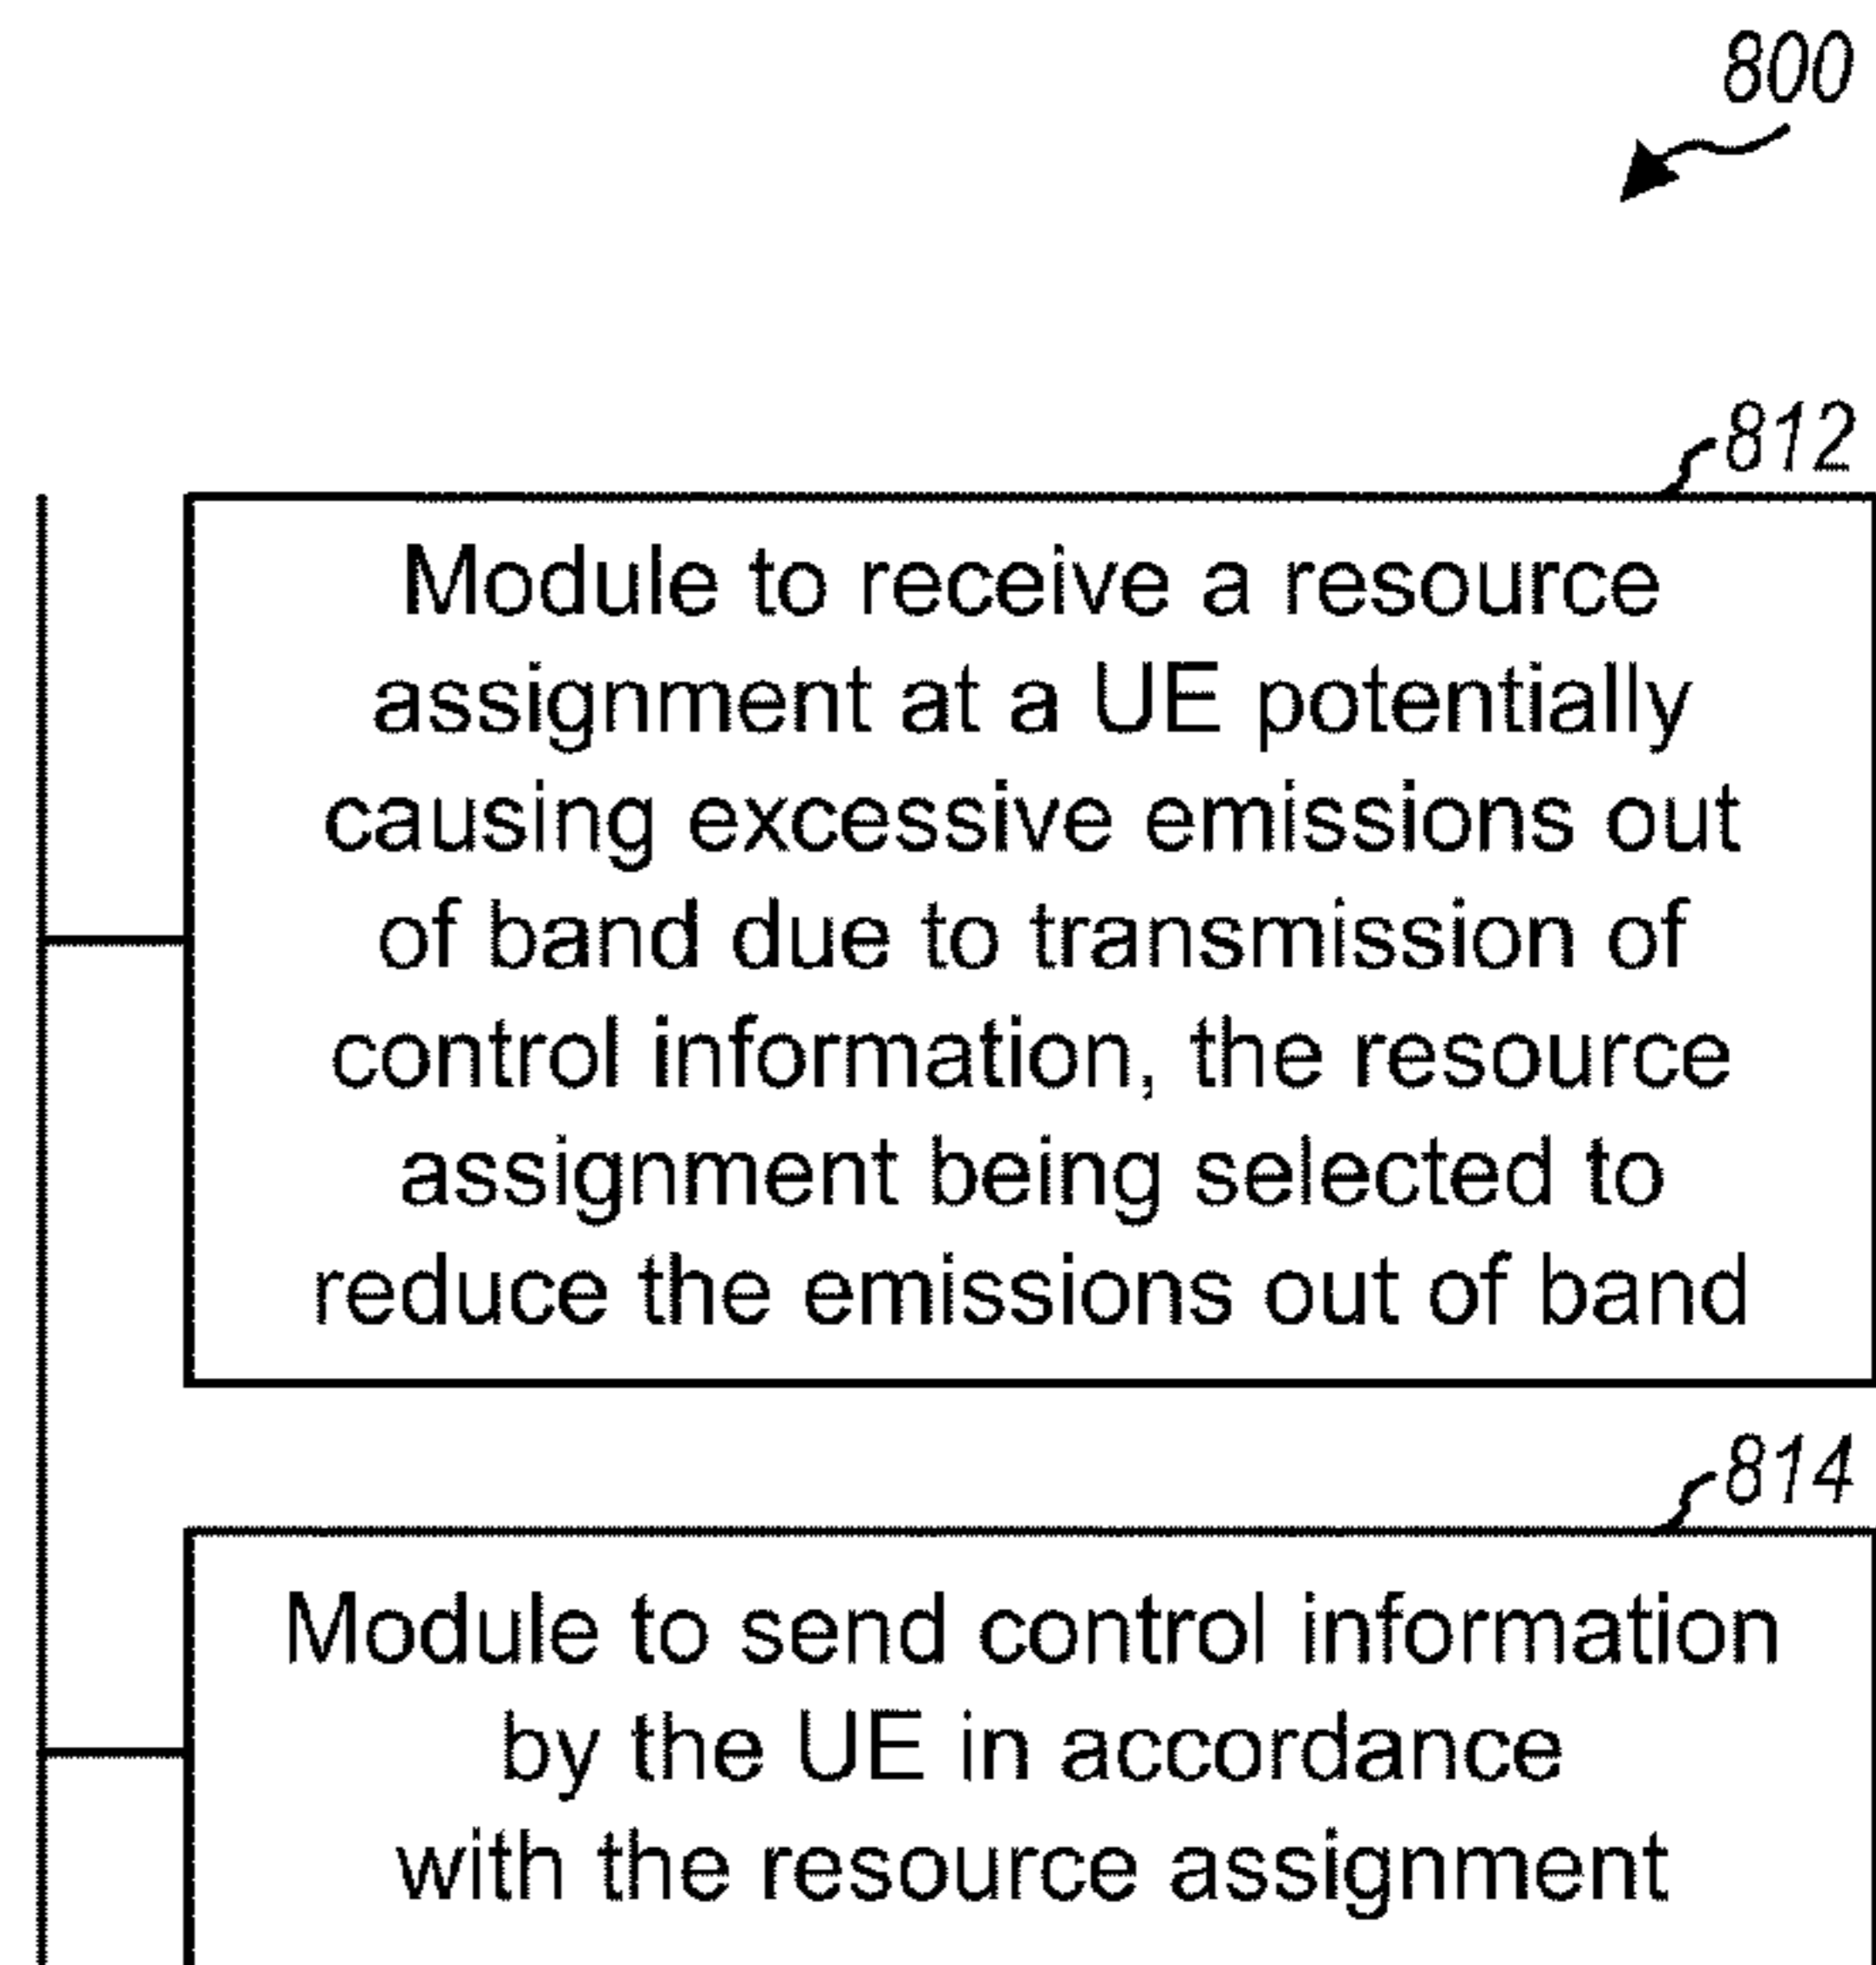 800
812
Module to receive a resource
assignment at a UE potentially
causing excessive emissions out
of band due to transmission of
control information, the resource
assignment being selected to
reduce the emissions out of band
814
Module to send control information
by the UE in accordance
with the resource assignment